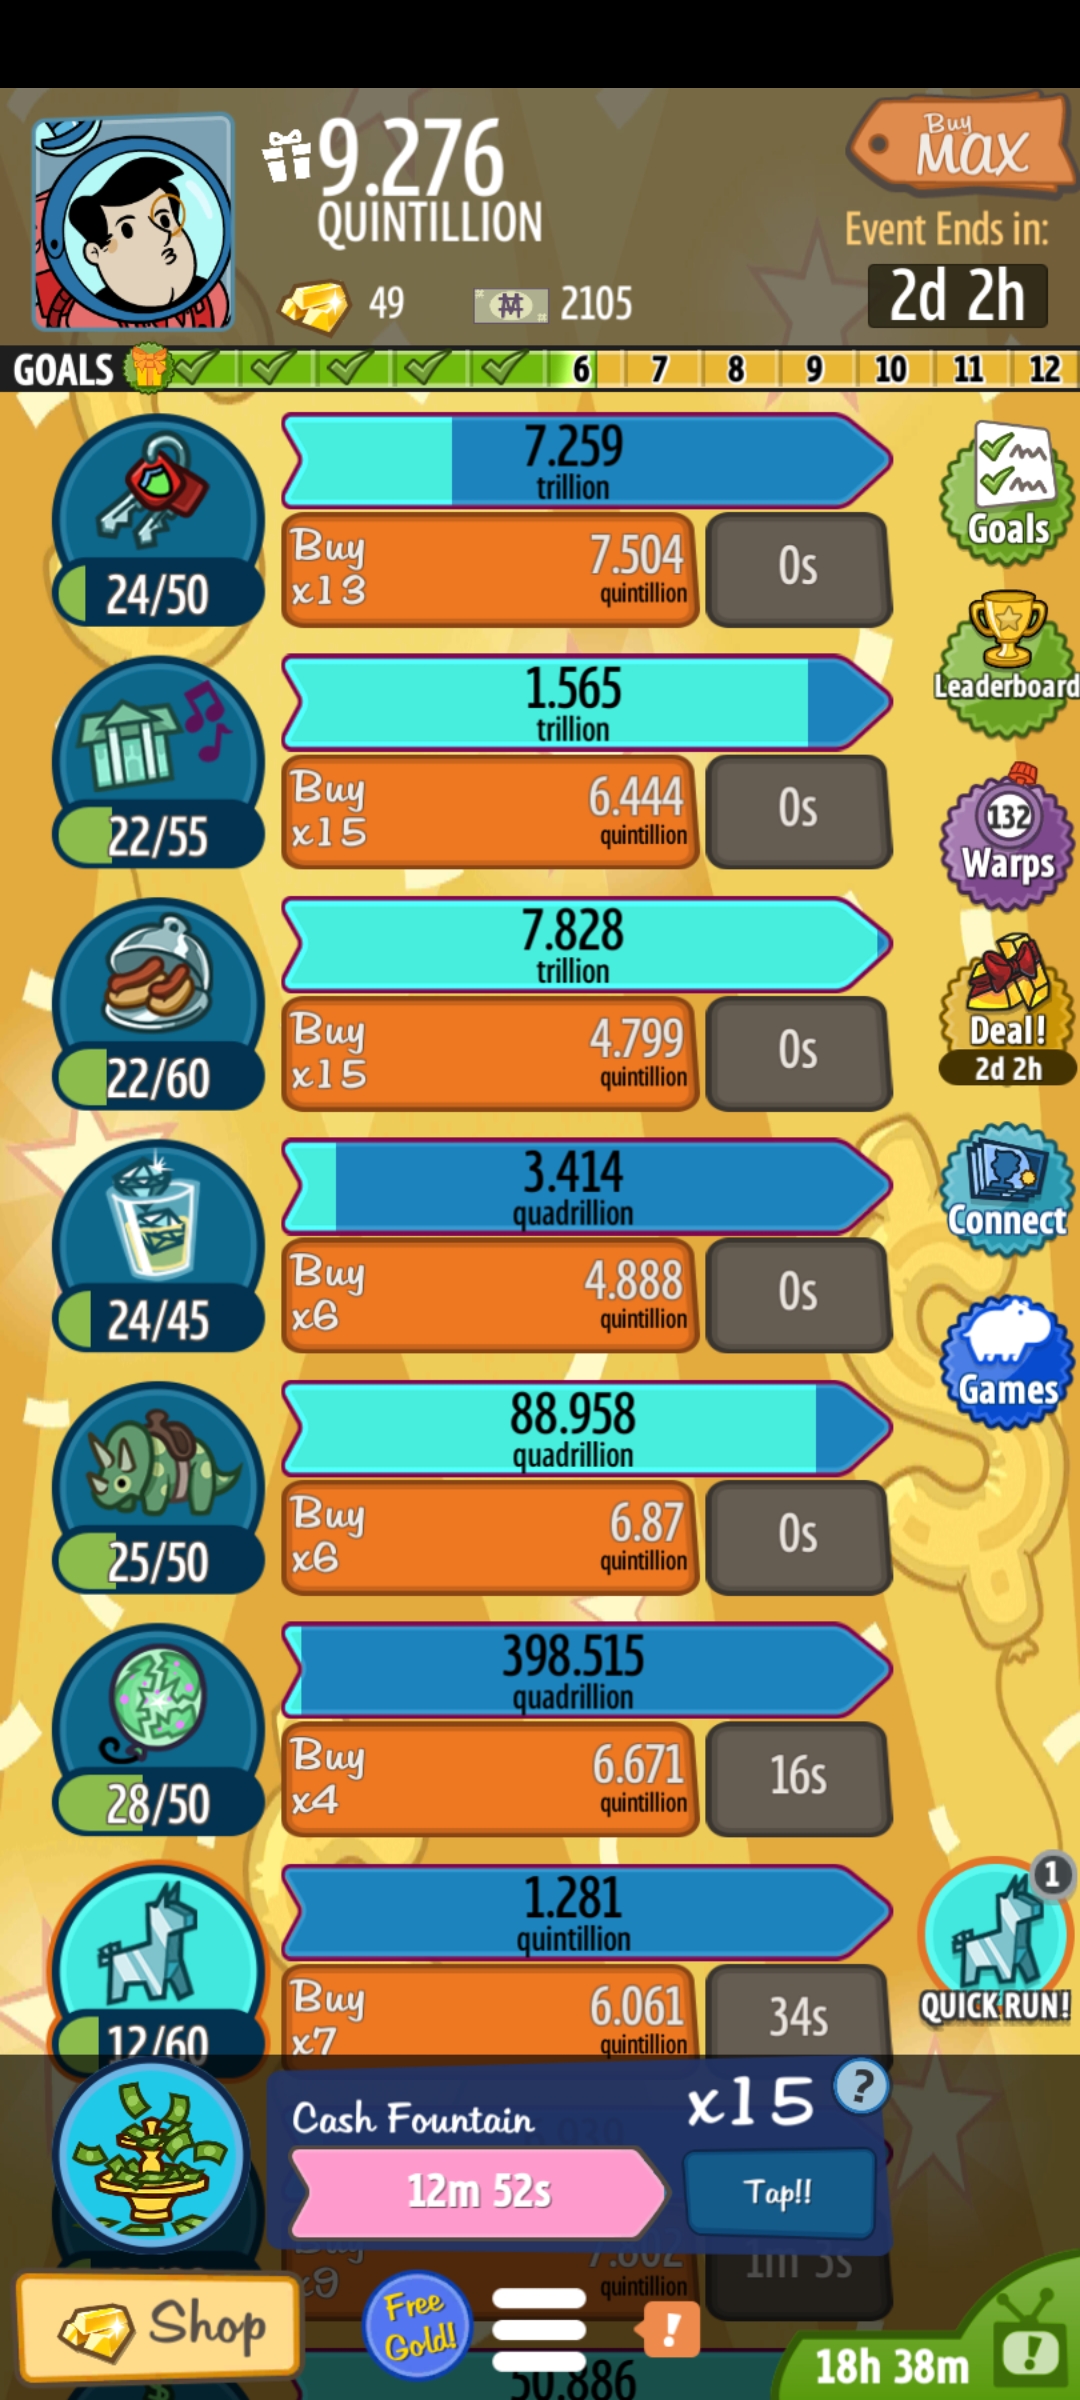 9.276
QUINTILLION
Buy
MAX
Event Ends in:
2d 2h
49
2105
GOALS
6 7 8 9 10 11 12
7.259
trillion
24/50
Buy
x13
7.504
quintillion
0s
Goals
1.565
trillion
22/55
Buy
x15
6.444
quintillion
0s
Leaderboard
7.828
trillion
22/60
Buy
x15
4.799
quintillion
0s
132
Warps
Deal!
2d 2h
3.414
quadrillion
24/45
Buy
x6
4.888
quintillion
0s
Connect
88.958
quadrillion
25/50
Buy
x6
6.87
quintillion
0s
Games
398.515
quadrillion
28/50
Buy
x4
6.671
quintillion
16s
1.281
quintillion
12/60
Buy
x7
6.061
quintillion
34s
1
QUICK RUN!
Cash Fountain
x15
?
12m 52s
Tap!!
Buy
x9
7.802
quintillion
1m 3s
Shop
Free
Gold!
!
50.886
18h 38m
!